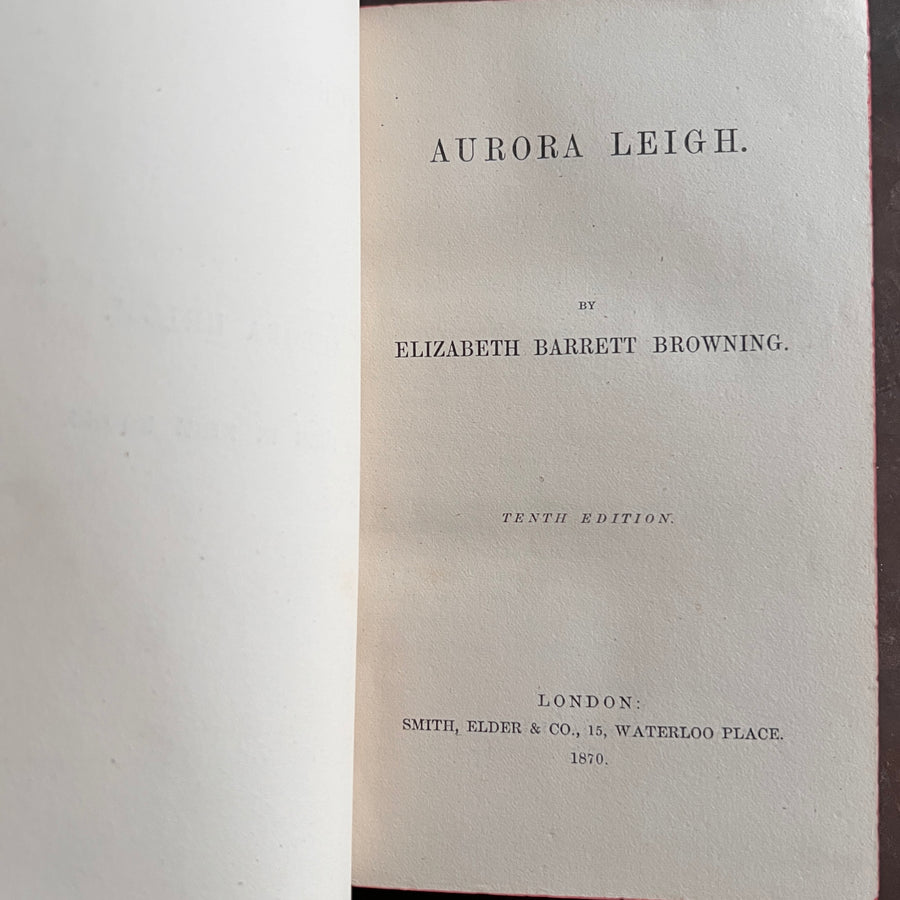 AURORA LEIGH.
BY
ELIZABETH BARRETT BROWNING.
TENTH EDITION.
LONDON:
SMITH, ELDER & CO., 15, WATERLOO PLACE.
1870.